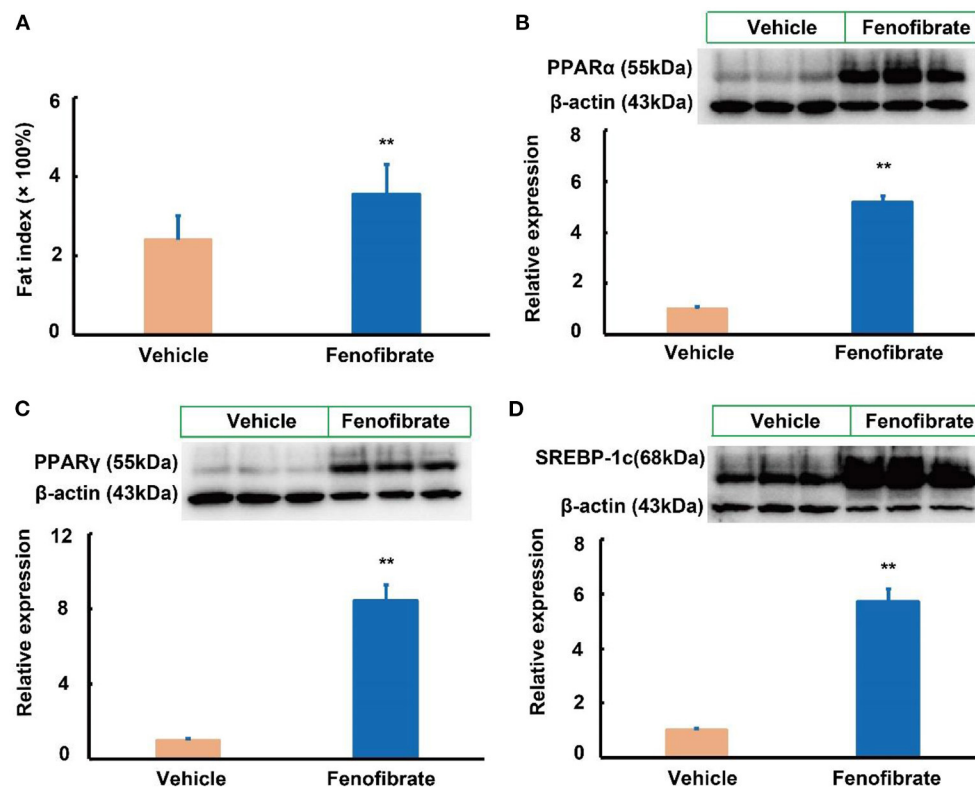 A
Fat index (× 100%)
6
4
2
0
**
Vehicle
Fenofibrate
B
Vehicle
Fenofibrate
PPARα (55kDa)
β-actin (43kDa)
Relative expression
8
6
4
2
0
**
Vehicle
Fenofibrate
C
Vehicle
Fenofibrate
PPARγ (55kDa)
β-actin (43kDa)
Relative expression
12
8
4
0
**
Vehicle
Fenofibrate
D
Vehicle
Fenofibrate
SREBP-1c(68kDa)
β-actin (43kDa)
Relative expression
8
6
4
2
0
**
Vehicle
Fenofibrate